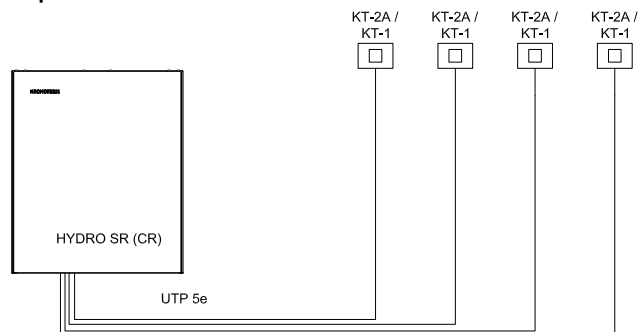 KT-2A / KT-2A / KT-2A / KT-2A /
KT-1 KT-1 KT-1 KT-1
HYDRO SR (CR)
UTP 5e